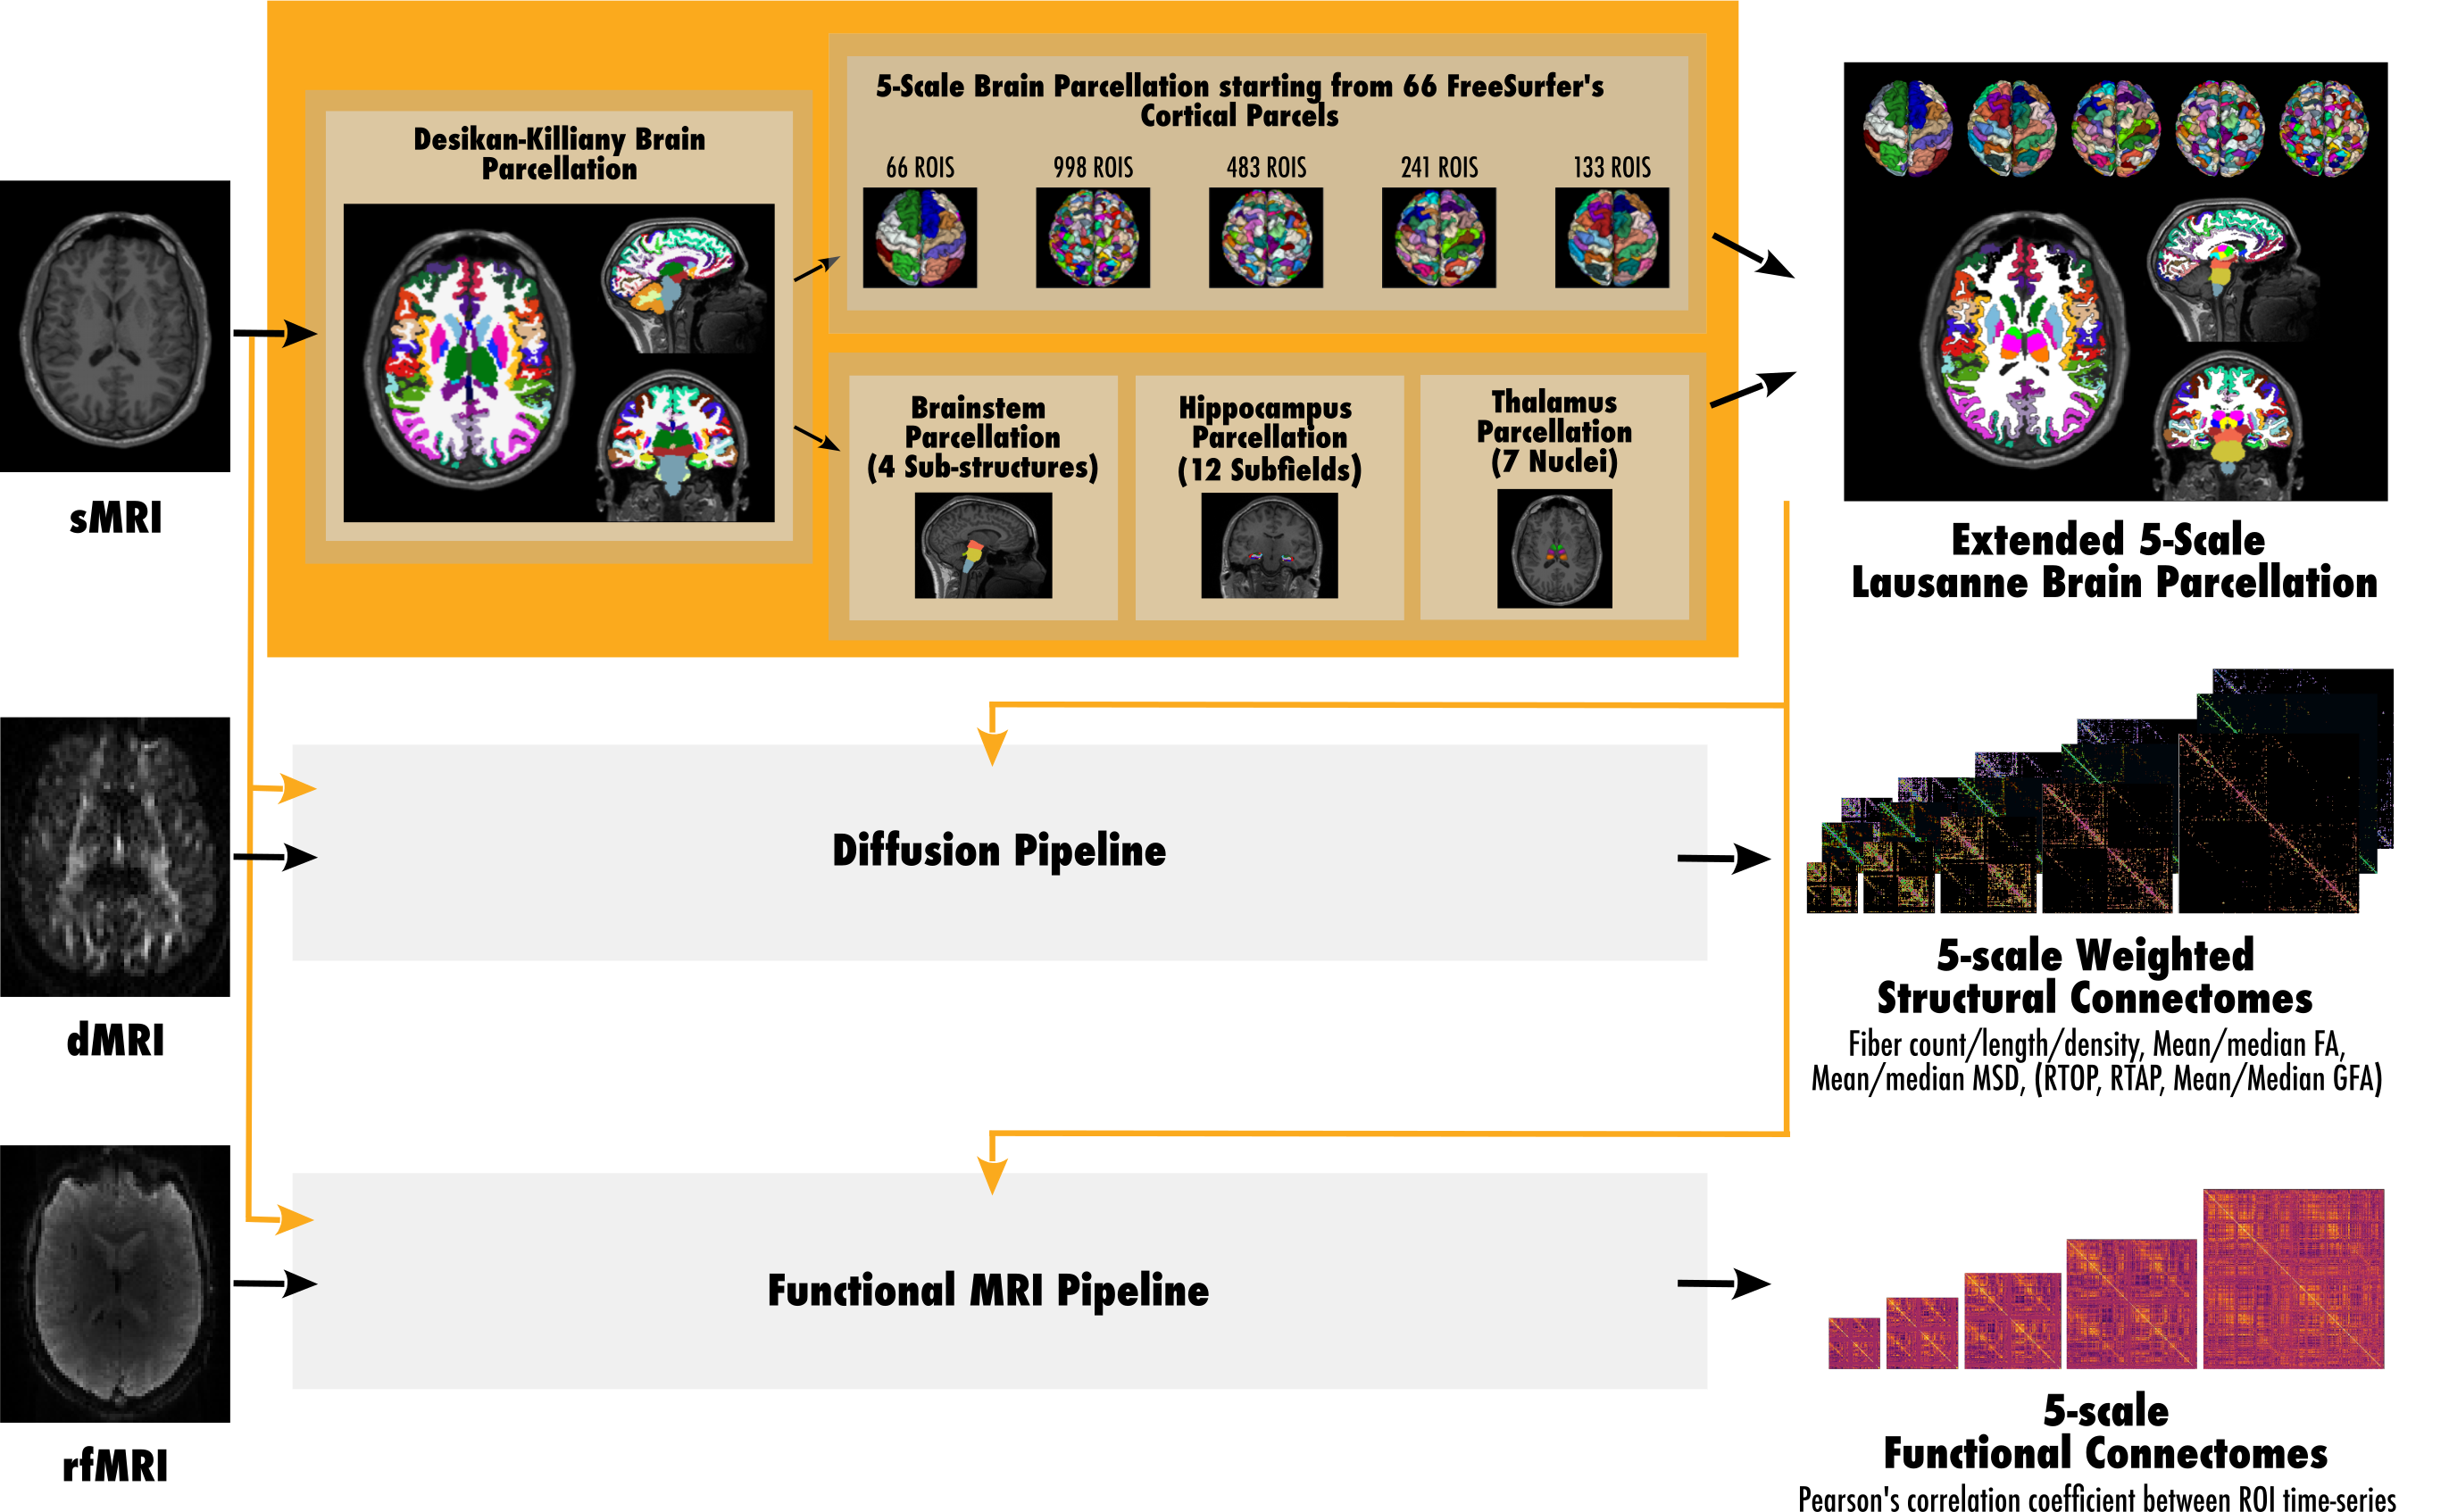 5-Scale Brain Parcellation starting from 66 FreeSurfer's
Cortical Parcels
Desikan-Killiany Brain
Parcellation
66 ROIS
998 ROIS
483 ROIS
241 ROIS
133 ROIS
Brainstem
Parcellation
(4 Sub-structures)
Hippocampus
Parcellation
(12 Subfields)
Thalamus
Parcellation
(7 Nuclei)
sMRI
Extended 5-Scale
Lausanne Brain Parcellation
Diffusion Pipeline
dMRI
5-scale Weighted
Structural Connectomes
Fiber count/length/density, Mean/median FA,
Mean/median MSD, (RTOP, RTAP, Mean/Median GFA)
Functional MRI Pipeline
rfMRI
5-scale
Functional Connectomes
Pearson's correlation coefficient between ROI time-series